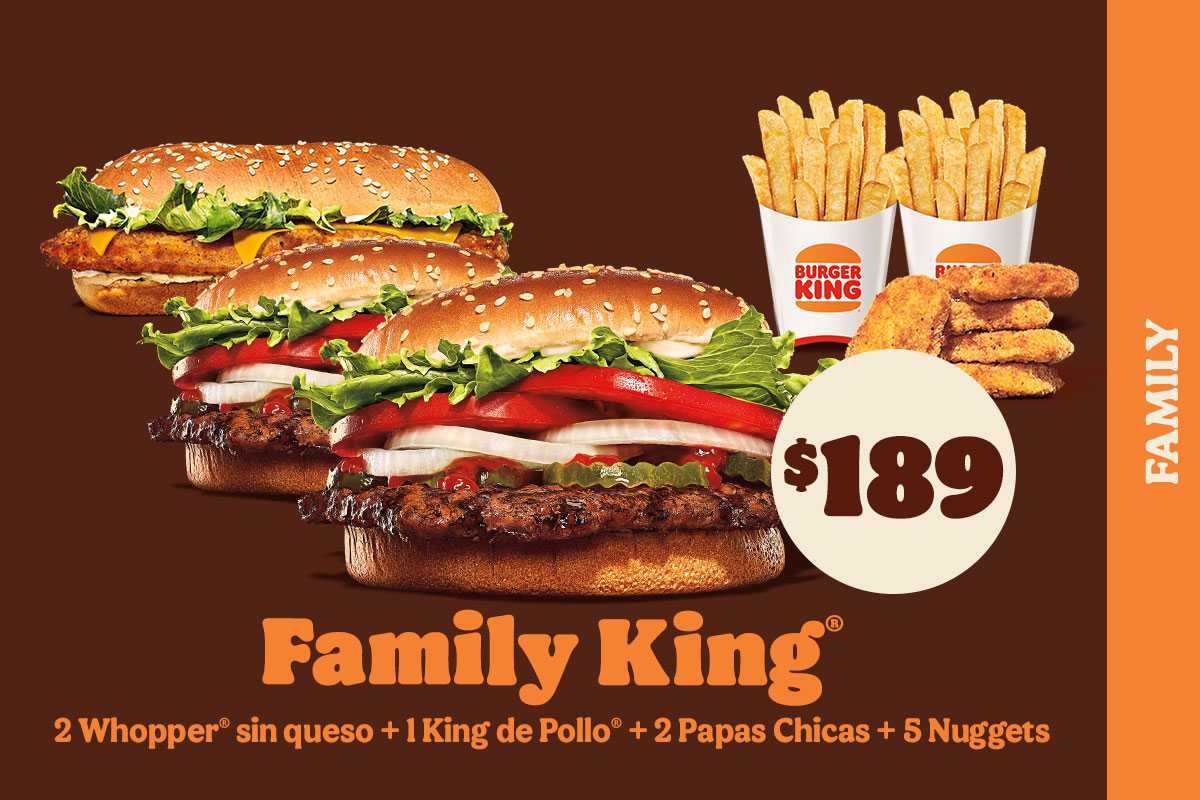 BURGER
KING
$189
FAMILY
Family King®
2 Whopper® sin queso + 1 King de Pollo® + 2 Papas Chicas + 5 Nuggets